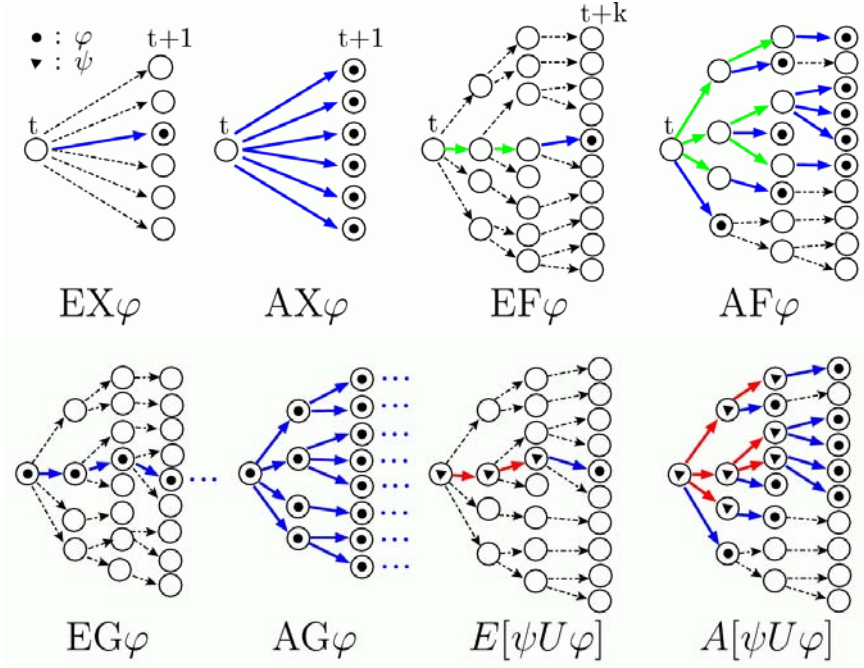 • : φ
▼ : ψ
t
t+1
t
t+1
t
t+k
t
EXφ
AXφ
EFφ
AFφ
EGφ
AGφ
E[ψUφ]
A[ψUφ]